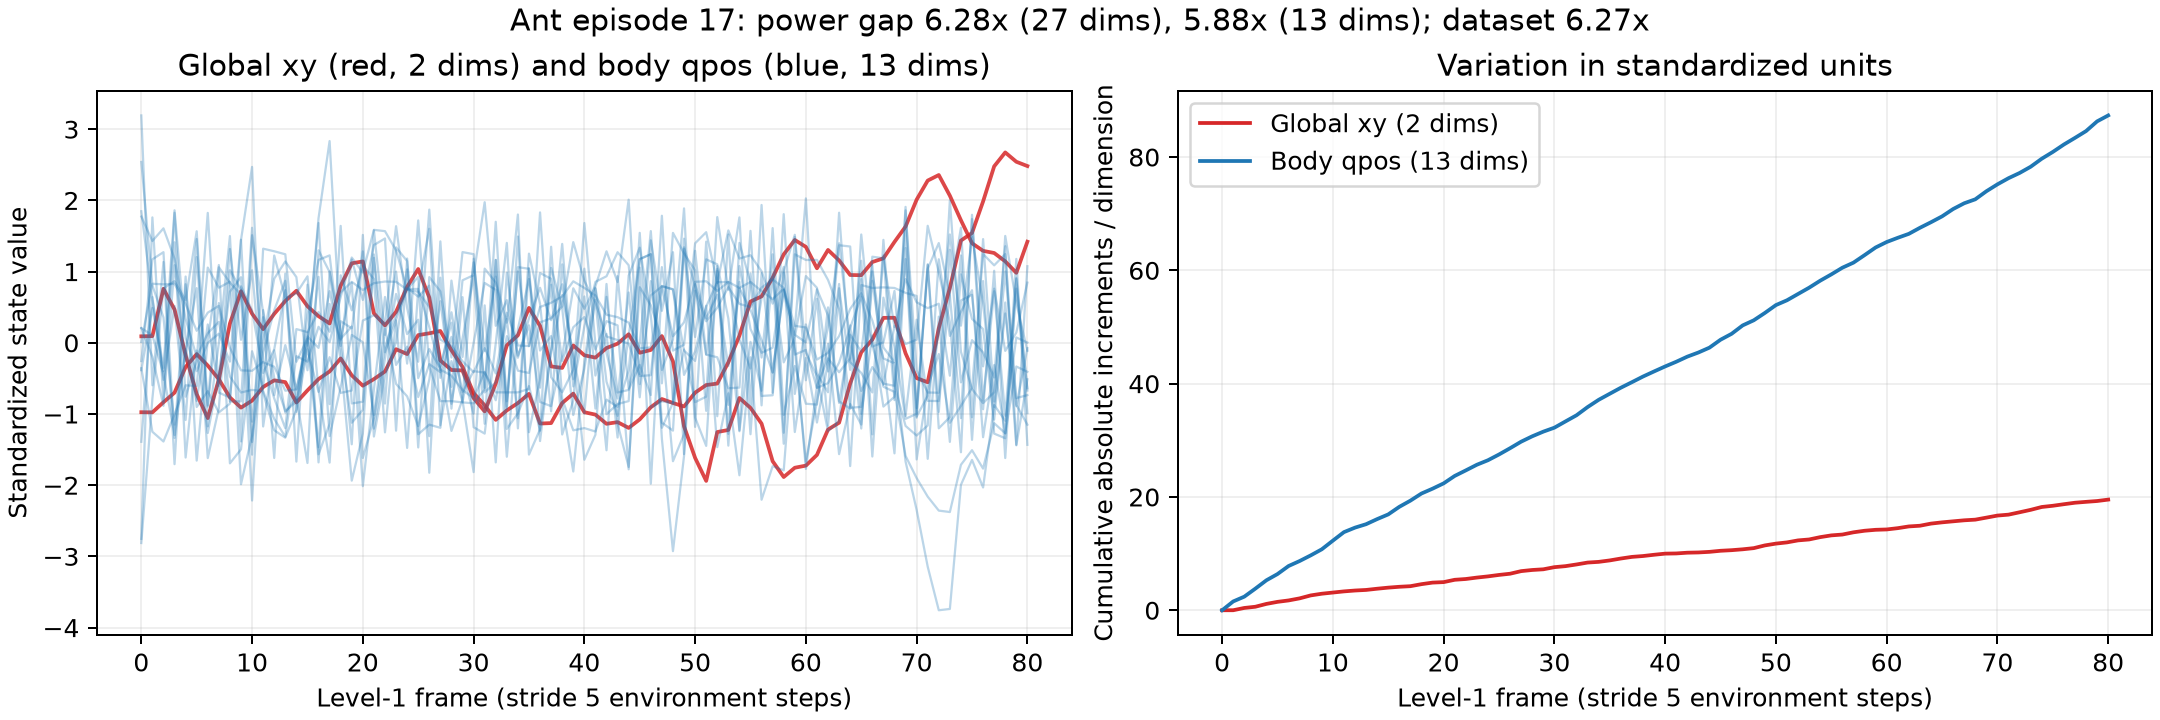 Ant episode 17: power gap 6.28x (27 dims), 5.88x (13 dims); dataset 6.27x
Global xy (red, 2 dims) and body qpos (blue, 13 dims)
Standardized state value
3
2
1
0
−1
−2
−3
−4
0 10 20 30 40 50 60 70 80
Level-1 frame (stride 5 environment steps)
Variation in standardized units
Cumulative absolute increments / dimension
Global xy (2 dims)
Body qpos (13 dims)
80
60
40
20
0
0 10 20 30 40 50 60 70 80
Level-1 frame (stride 5 environment steps)